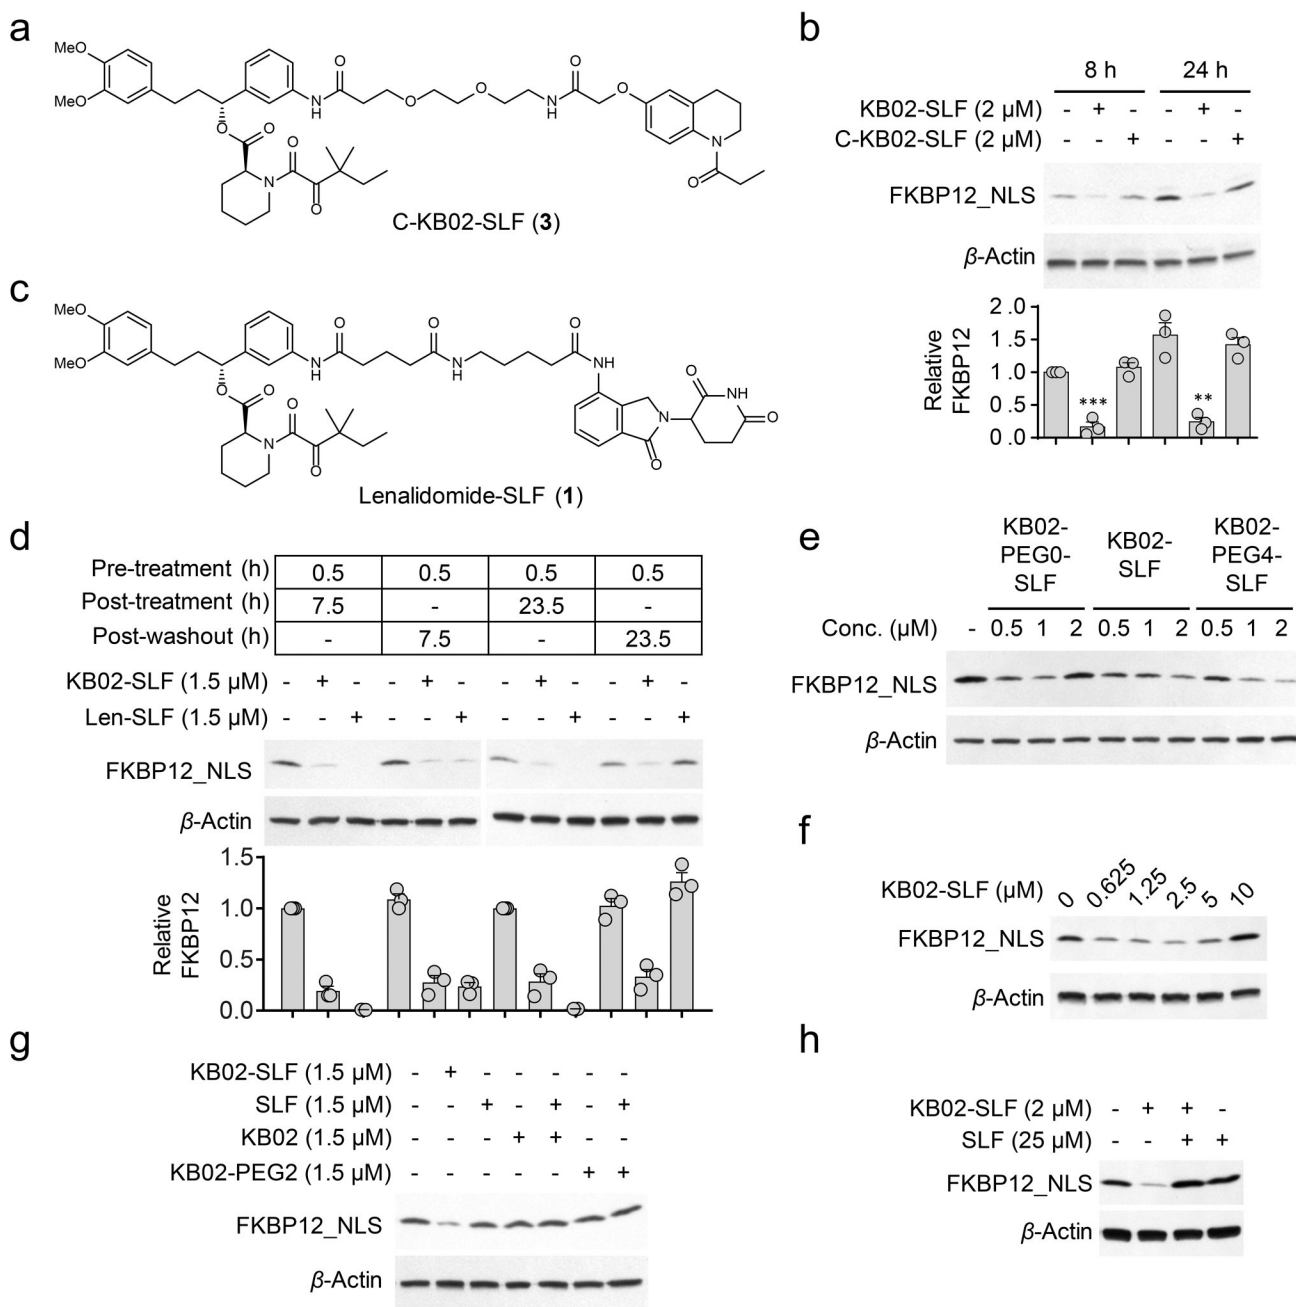 a
MeO
MeO
O
N
H
O
O
O
N
H
O
O
O
O
N
O
O
N
O
C-KB02-SLF (3)
b
8 h 24 h
KB02-SLF (2 µM) - + - - + -
C-KB02-SLF (2 µM) - - + - - +
FKBP12_NLS
β-Actin
Relative FKBP12
2.0
1.5
1.0
0.5
0.0
*** **
c
MeO
MeO
O
N
H
O
N
H
O
N
H
O
O
O
N
O
O
N
O
NH
O
Lenalidomide-SLF (1)
d
Pre-treatment (h) 0.5 0.5 0.5 0.5
Post-treatment (h) 7.5 - 23.5 -
Post-washout (h) - 7.5 - 23.5
KB02-SLF (1.5 µM) - + - - + - - + - - + -
Len-SLF (1.5 µM) - - + - - + - - + - - +
FKBP12_NLS
β-Actin
Relative FKBP12
1.5
1.0
0.5
0.0
e
KB02-PEG0-SLF KB02-SLF KB02-PEG4-SLF
Conc. (µM) - 0.5 1 2 0.5 1 2 0.5 1 2
FKBP12_NLS
β-Actin
f
KB02-SLF (µM) 0 0.625 1.25 2.5 5 10
FKBP12_NLS
β-Actin
g
KB02-SLF (1.5 µM) - + - - - - -
SLF (1.5 µM) - - + - + - +
KB02 (1.5 µM) - - - + + - -
KB02-PEG2 (1.5 µM) - - - - - + +
FKBP12_NLS
β-Actin
h
KB02-SLF (2 µM) - + + -
SLF (25 µM) - - + +
FKBP12_NLS
β-Actin